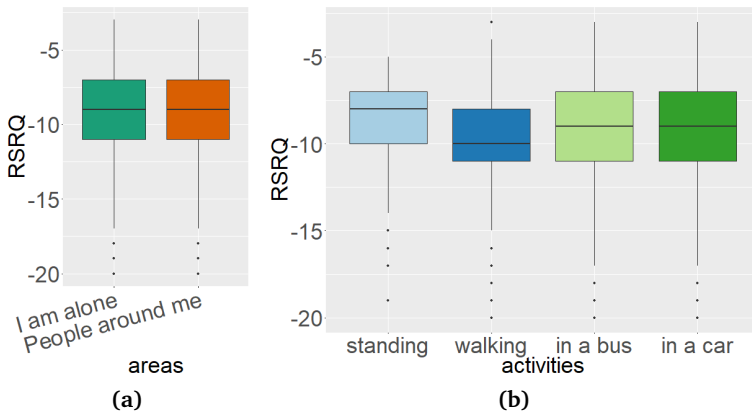 RSRQ
-5
-10
-15
-20
I am alone
People around me
areas
(a)
RSRQ
-5
-10
-15
-20
standing walking in a bus in a car
activities
(b)